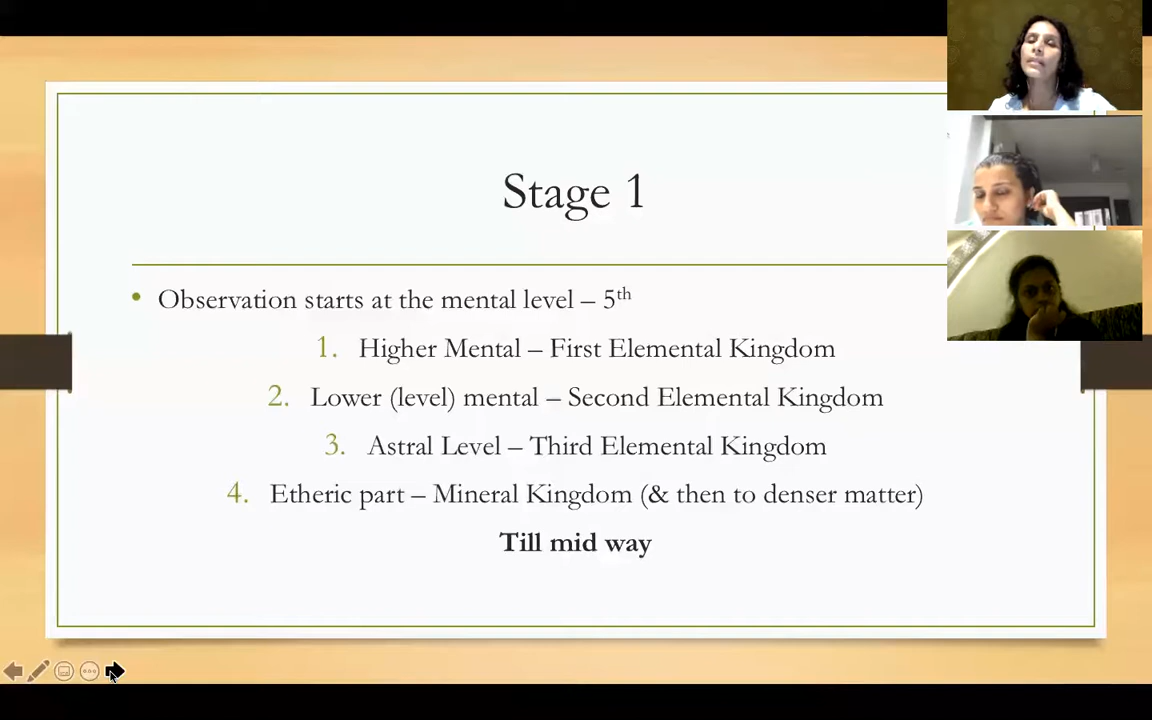 Stage 1
• Observation starts at the mental level – 5th
1. Higher Mental – First Elemental Kingdom
2. Lower (level) mental – Second Elemental Kingdom
3. Astral Level – Third Elemental Kingdom
4. Etheric part – Mineral Kingdom (& then to denser matter)
Till mid way